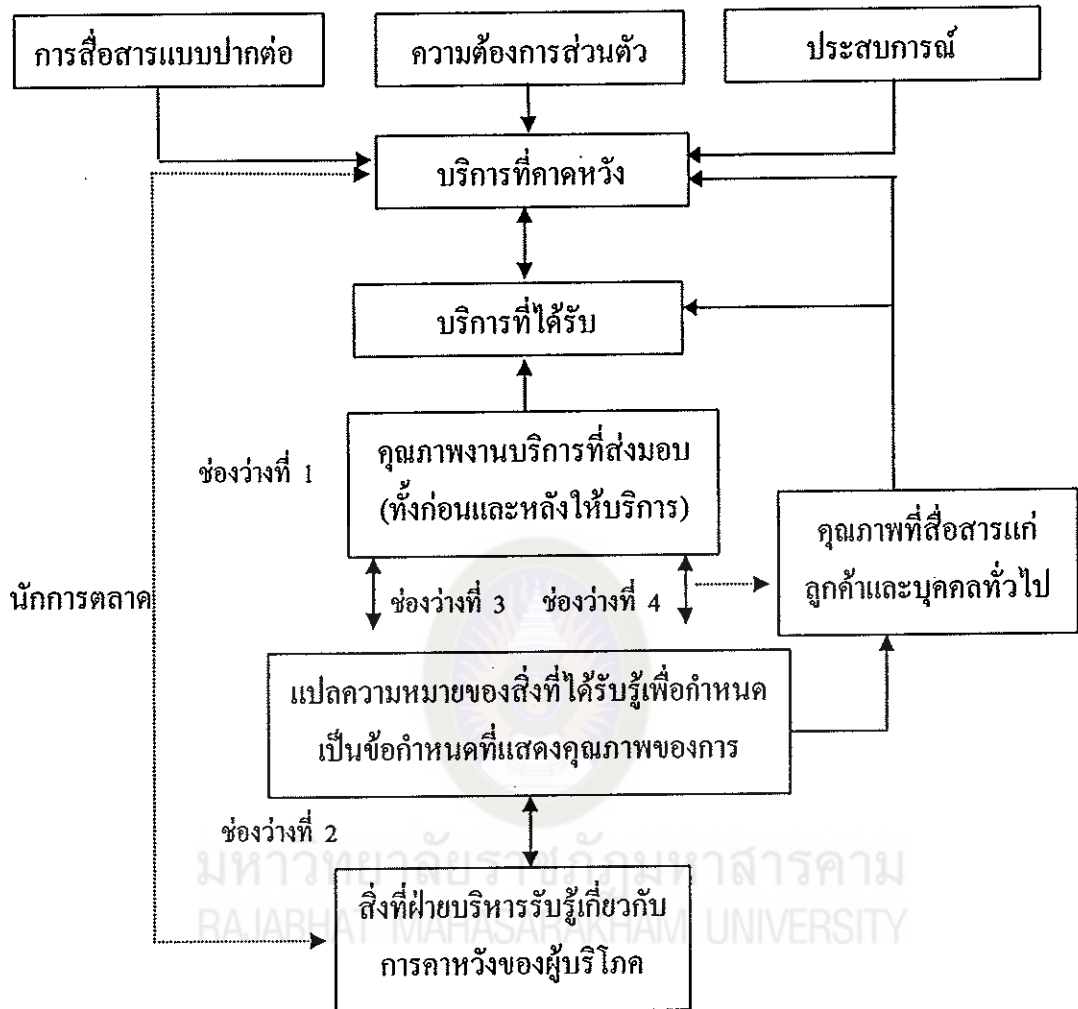 การสื่อสารแบบปากต่อ
ความต้องการส่วนตัว
ประสบการณ์
บริการที่คาดหวัง
บริการที่ได้รับ
ช่องว่างที่ 1
คุณภาพงานบริการที่ส่งมอบ
(ทั้งก่อนและหลังให้บริการ)
คุณภาพที่สื่อสารแก่
ลูกค้าและบุคคลทั่วไป
นักการตลาด
ช่องว่างที่ 3
ช่องว่างที่ 4
แปลความหมายของสิ่งที่ได้รับรู้เพื่อกำหนด
เป็นข้อกำหนดที่แสดงคุณภาพของการ
ช่องว่างที่ 2
มหาวิทยาลัยราชภัฏมหาสารคาม
RAJABHAT MAHASARAKHAM UNIVERSITY
สิ่งที่ฝ่ายบริหารรับรู้เกี่ยวกับ
การคาหวังของผู้บริโภค